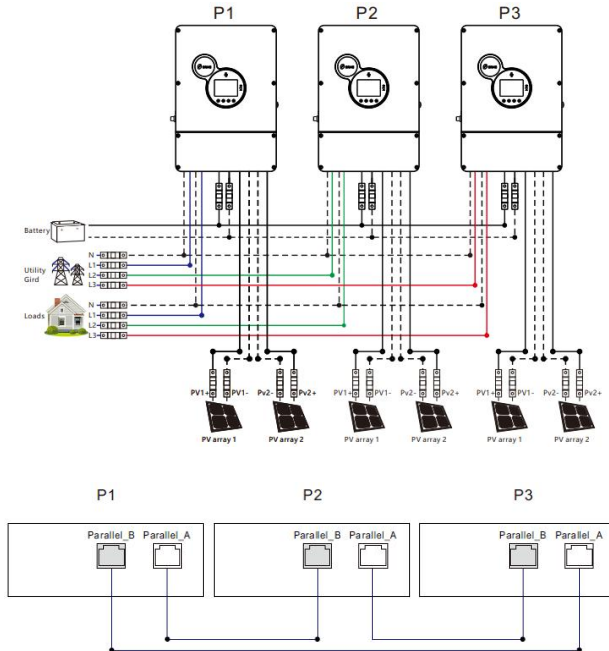 P1 P2 P3
Battery
Utility
Gird
N
L1
L2
L3
Loads
N
L1
L2
L3
PV1+ PV1- Pv2- Pv2+ PV1+ PV1- Pv2- Pv2+ PV1+ PV1- Pv2- Pv2+
PV array 1 PV array 2 PV array 1 PV array 2 PV array 1 PV array 2
P1 P2 P3
Parallel_B Parallel_A Parallel_B Parallel_A Parallel_B Parallel_A